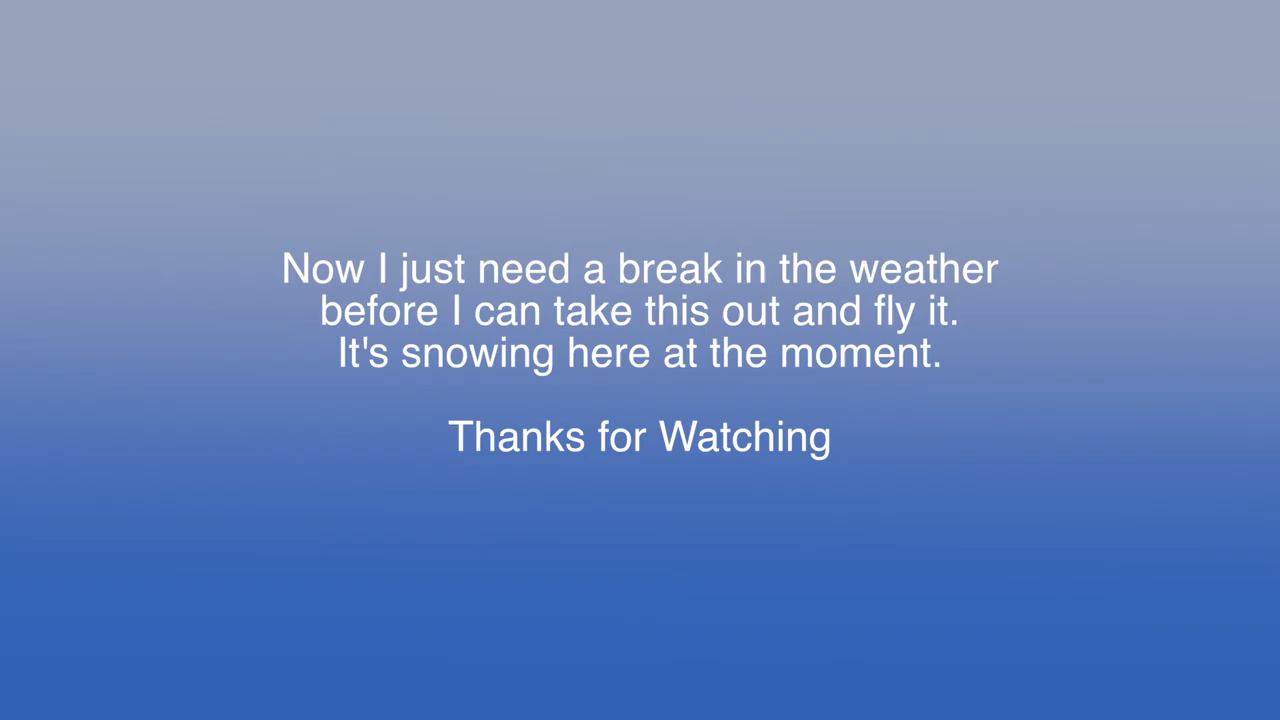 Now I just need a break in the weather
before I can take this out and fly it.
It's snowing here at the moment.
Thanks for Watching